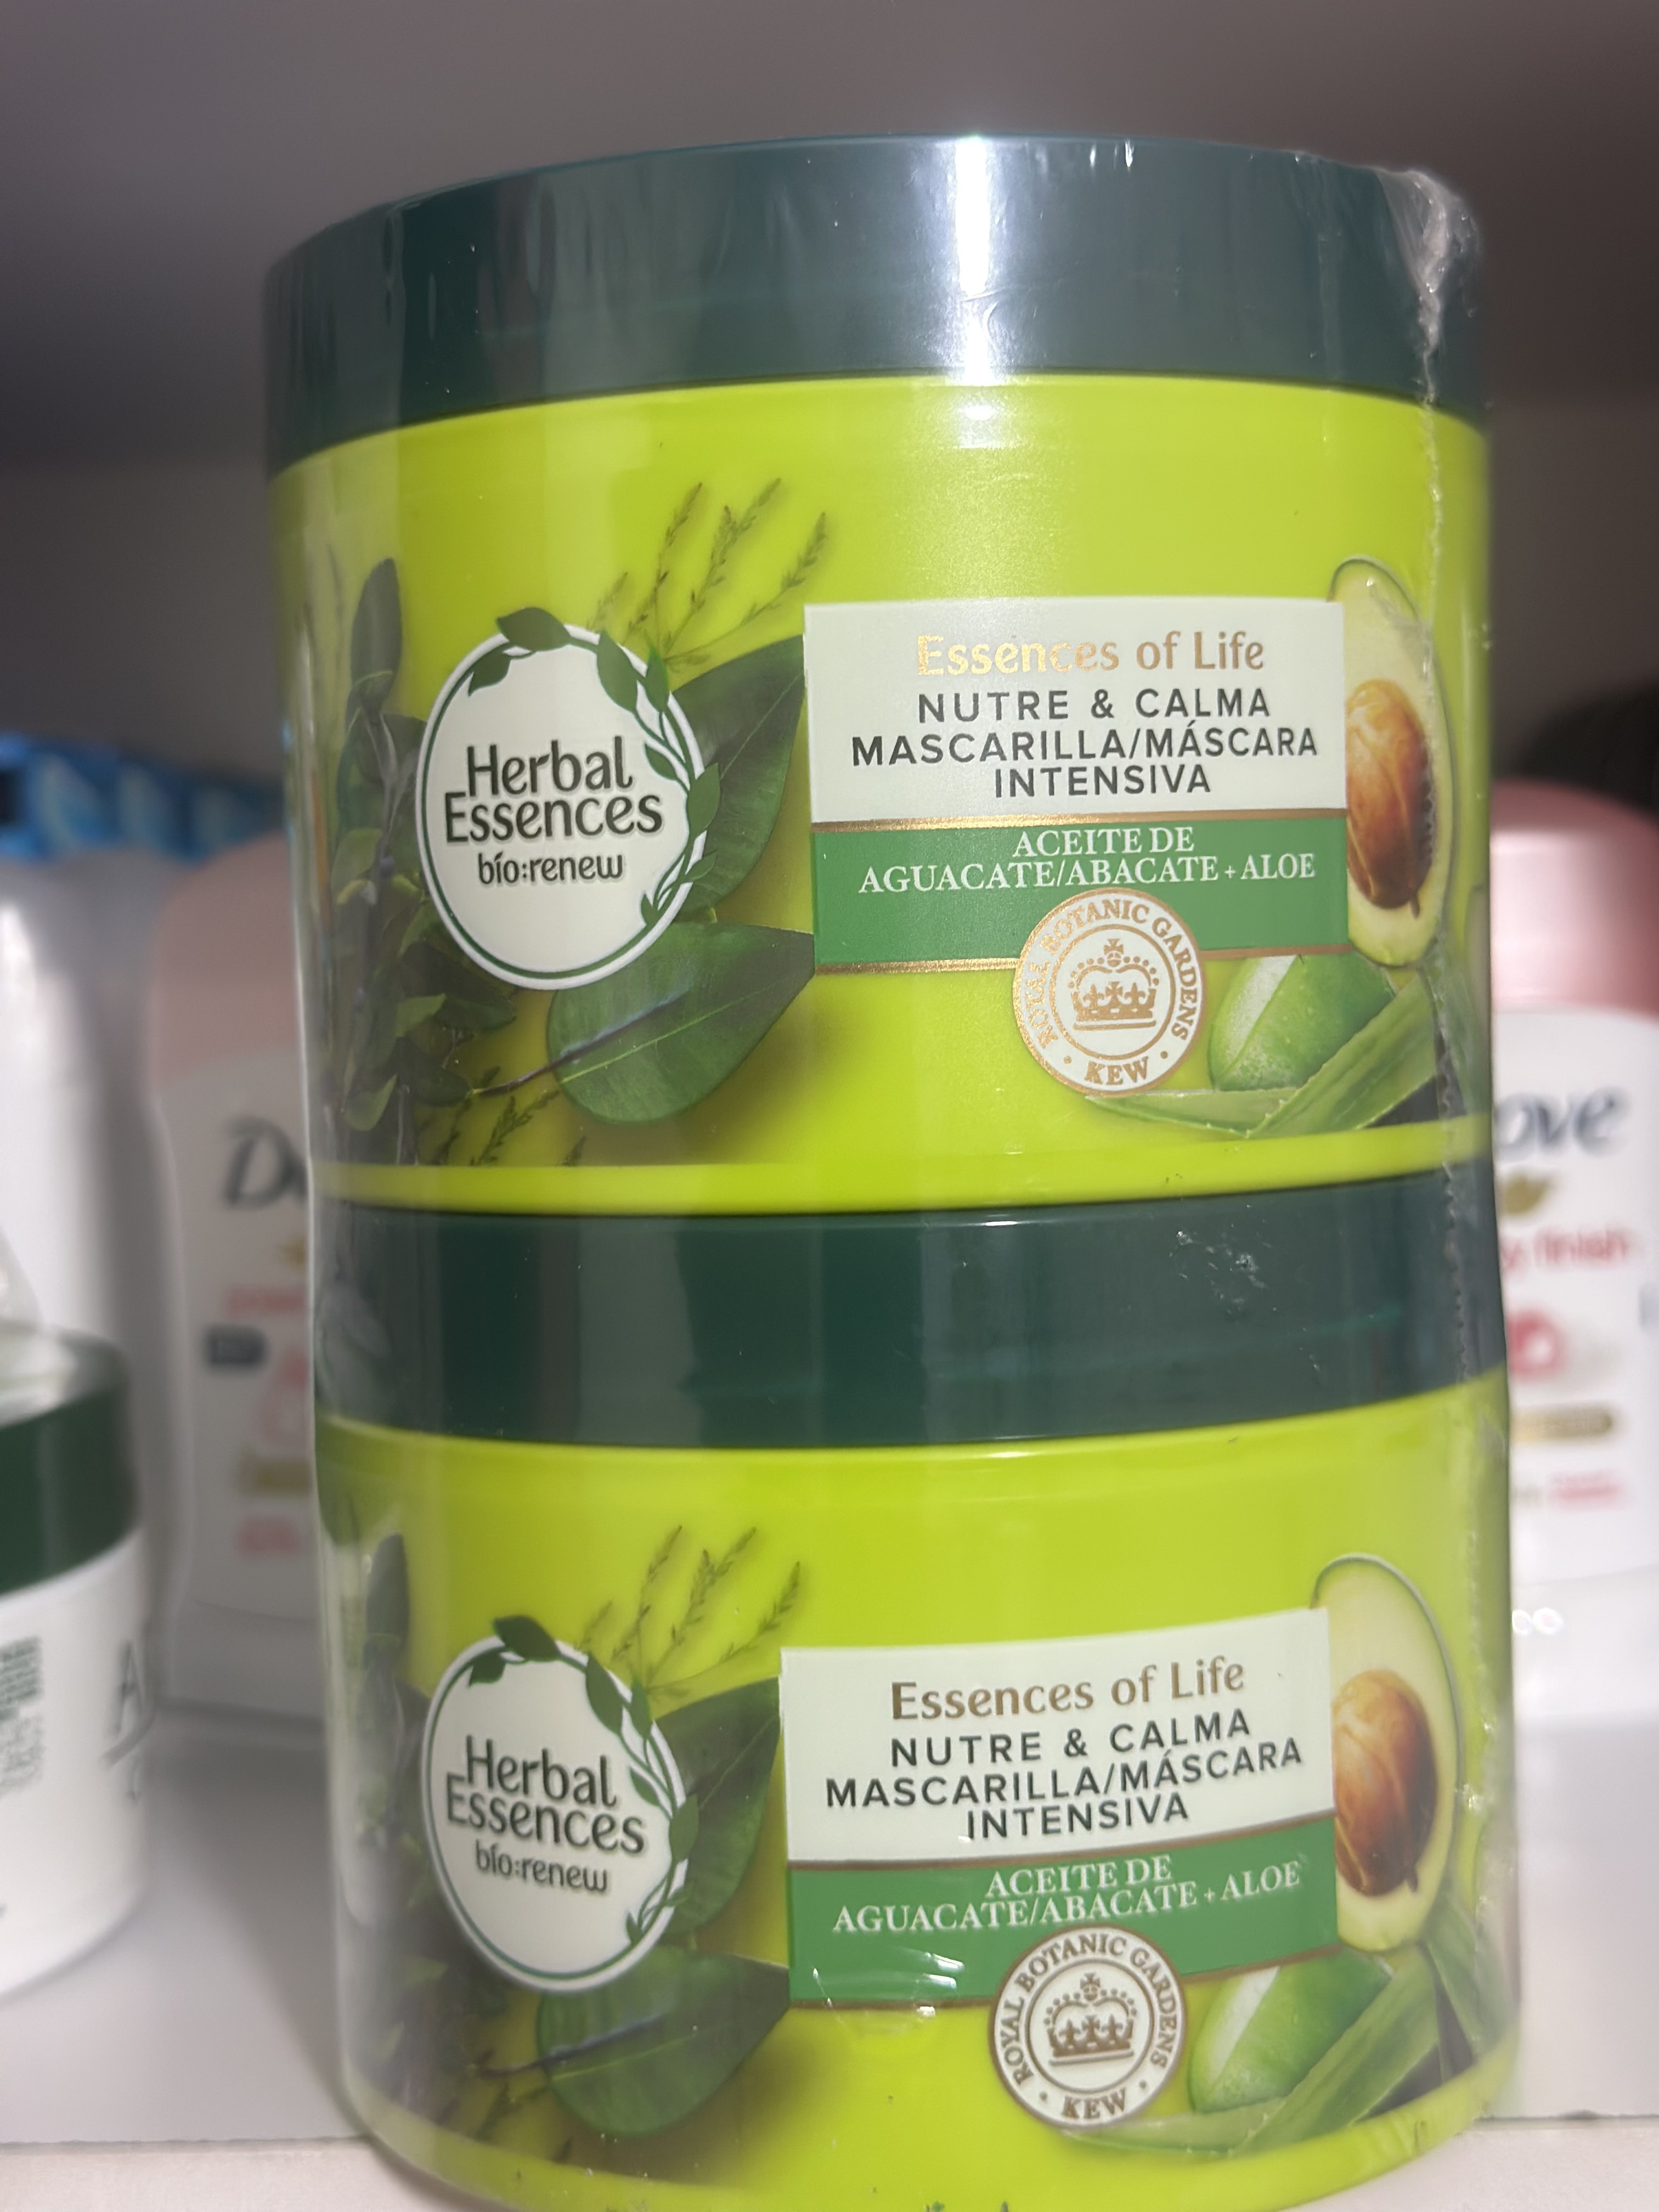 Herbal
Essences
bío:renew
Essences of Life
NUTRE & CALMA
MASCARILLA/MÁSCARA
INTENSIVA
ACEITE DE
AGUACATE/ABACATE + ALOE
ROYAL BOTANIC GARDENS
• KEW •
Herbal
Essences
bío:renew
Essences of Life
NUTRE & CALMA
MASCARILLA/MÁSCARA
INTENSIVA
ACEITE DE
AGUACATE/ABACATE + ALOE
ROYAL BOTANIC GARDENS
• KEW •
finish